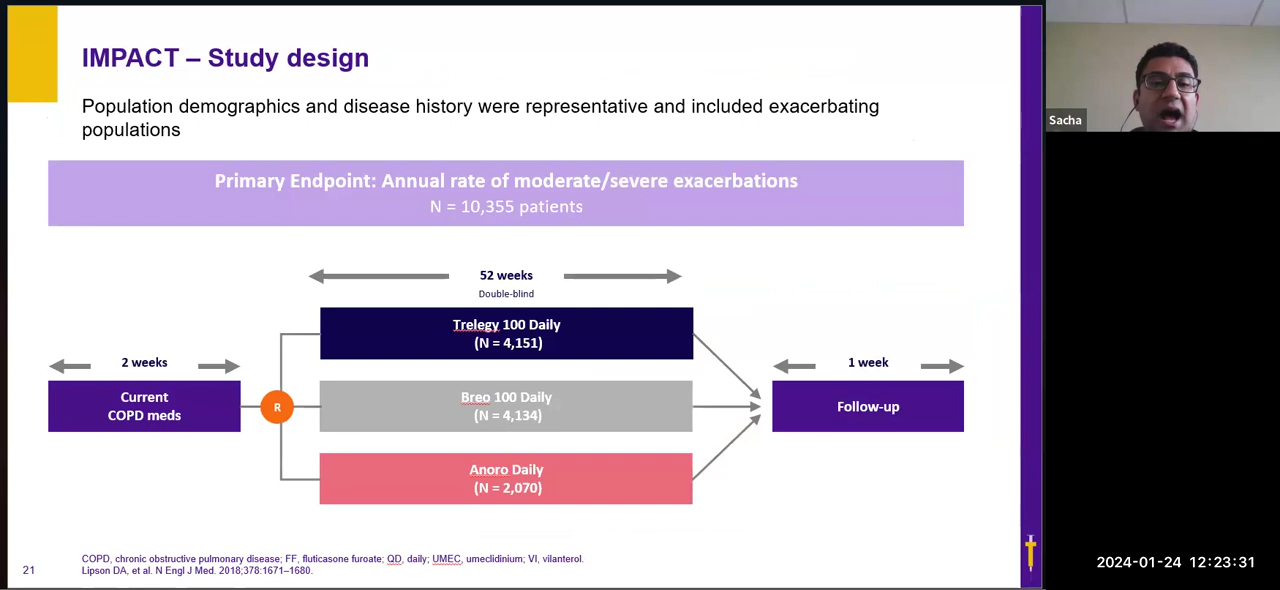 IMPACT – Study design
Population demographics and disease history were representative and included exacerbating
populations
Primary Endpoint: Annual rate of moderate/severe exacerbations
N = 10,355 patients
52 weeks
Double-blind
Trelegy 100 Daily
(N = 4,151)
2 weeks
1 week
Current
COPD meds
R
Breo 100 Daily
(N = 4,134)
Follow-up
Anoro Daily
(N = 2,070)
COPD, chronic obstructive pulmonary disease; FF, fluticasone furoate; QD, daily; UMEC, umeclidinium; VI, vilanterol.
Lipson DA, et al. N Engl J Med. 2018;378:1671–1680.
21
Sacha
2024-01-24 12:23:31